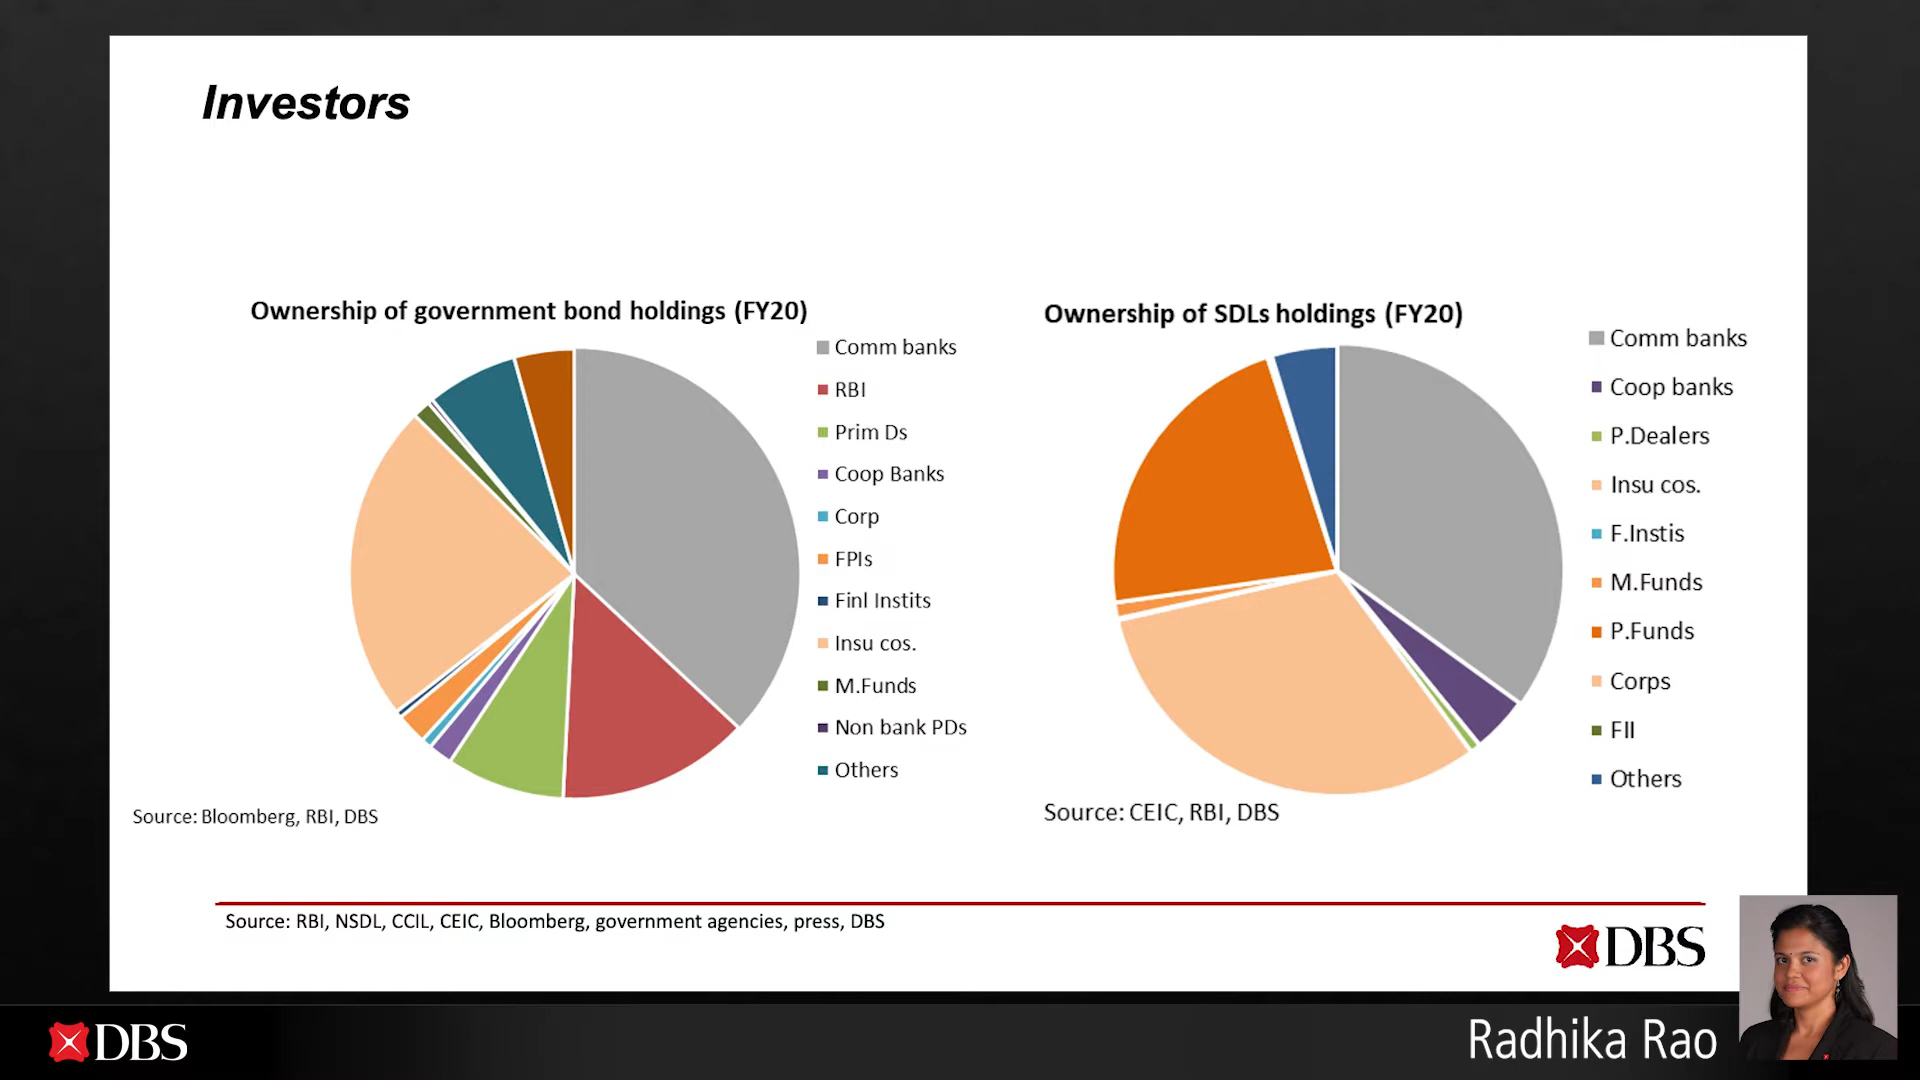 Investors
Ownership of government bond holdings (FY20)
Comm banks
RBI
Prim Ds
Coop Banks
Corp
FPIs
Finl Instits
Insu cos.
M.Funds
Non bank PDs
Others
Source: Bloomberg, RBI, DBS
Ownership of SDLs holdings (FY20)
Comm banks
Coop banks
P.Dealers
Insu cos.
F.Instis
M.Funds
P.Funds
Corps
FII
Others
Source: CEIC, RBI, DBS
Source: RBI, NSDL, CCIL, CEIC, Bloomberg, government agencies, press, DBS
DBS
DBS
Radhika Rao